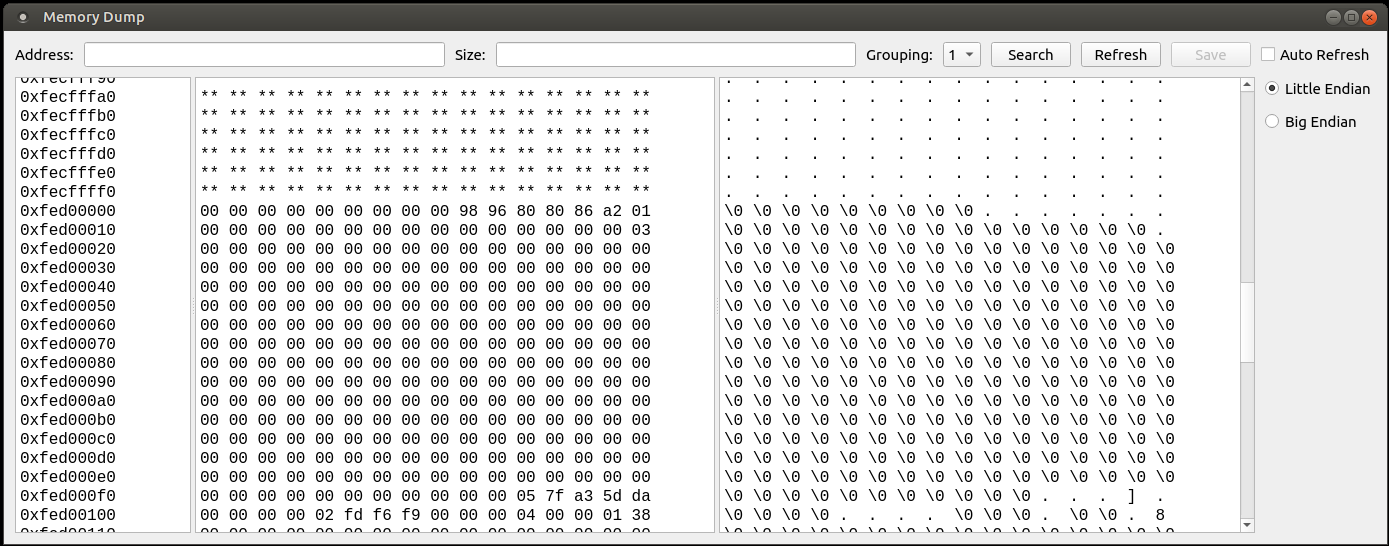 Memory Dump
Address: Size: Grouping: 1 Search Refresh Save Auto Refresh
Little Endian
Big Endian
0xfecfff90 . . . . . . . . . . . . . . . .
0xfecfffa0 ** ** ** ** ** ** ** ** ** ** ** ** ** ** ** ** . . . . . . . . . . . . . . . .
0xfecfffb0 ** ** ** ** ** ** ** ** ** ** ** ** ** ** ** ** . . . . . . . . . . . . . . . .
0xfecfffc0 ** ** ** ** ** ** ** ** ** ** ** ** ** ** ** ** . . . . . . . . . . . . . . . .
0xfecfffd0 ** ** ** ** ** ** ** ** ** ** ** ** ** ** ** ** . . . . . . . . . . . . . . . .
0xfecfffe0 ** ** ** ** ** ** ** ** ** ** ** ** ** ** ** ** . . . . . . . . . . . . . . . .
0xfecffff0 ** ** ** ** ** ** ** ** ** ** ** ** ** ** ** ** . . . . . . . . . . . . . . . .
0xfed00000 00 00 00 00 00 00 00 00 00 98 96 80 80 86 a2 01 \0 \0 \0 \0 \0 \0 \0 \0 \0 . . . . . . .
0xfed00010 00 00 00 00 00 00 00 00 00 00 00 00 00 00 00 03 \0 \0 \0 \0 \0 \0 \0 \0 \0 \0 \0 \0 \0 \0 \0 .
0xfed00020 00 00 00 00 00 00 00 00 00 00 00 00 00 00 00 00 \0 \0 \0 \0 \0 \0 \0 \0 \0 \0 \0 \0 \0 \0 \0 \0
0xfed00030 00 00 00 00 00 00 00 00 00 00 00 00 00 00 00 00 \0 \0 \0 \0 \0 \0 \0 \0 \0 \0 \0 \0 \0 \0 \0 \0
0xfed00040 00 00 00 00 00 00 00 00 00 00 00 00 00 00 00 00 \0 \0 \0 \0 \0 \0 \0 \0 \0 \0 \0 \0 \0 \0 \0 \0
0xfed00050 00 00 00 00 00 00 00 00 00 00 00 00 00 00 00 00 \0 \0 \0 \0 \0 \0 \0 \0 \0 \0 \0 \0 \0 \0 \0 \0
0xfed00060 00 00 00 00 00 00 00 00 00 00 00 00 00 00 00 00 \0 \0 \0 \0 \0 \0 \0 \0 \0 \0 \0 \0 \0 \0 \0 \0
0xfed00070 00 00 00 00 00 00 00 00 00 00 00 00 00 00 00 00 \0 \0 \0 \0 \0 \0 \0 \0 \0 \0 \0 \0 \0 \0 \0 \0
0xfed00080 00 00 00 00 00 00 00 00 00 00 00 00 00 00 00 00 \0 \0 \0 \0 \0 \0 \0 \0 \0 \0 \0 \0 \0 \0 \0 \0
0xfed00090 00 00 00 00 00 00 00 00 00 00 00 00 00 00 00 00 \0 \0 \0 \0 \0 \0 \0 \0 \0 \0 \0 \0 \0 \0 \0 \0
0xfed000a0 00 00 00 00 00 00 00 00 00 00 00 00 00 00 00 00 \0 \0 \0 \0 \0 \0 \0 \0 \0 \0 \0 \0 \0 \0 \0 \0
0xfed000b0 00 00 00 00 00 00 00 00 00 00 00 00 00 00 00 00 \0 \0 \0 \0 \0 \0 \0 \0 \0 \0 \0 \0 \0 \0 \0 \0
0xfed000c0 00 00 00 00 00 00 00 00 00 00 00 00 00 00 00 00 \0 \0 \0 \0 \0 \0 \0 \0 \0 \0 \0 \0 \0 \0 \0 \0
0xfed000d0 00 00 00 00 00 00 00 00 00 00 00 00 00 00 00 00 \0 \0 \0 \0 \0 \0 \0 \0 \0 \0 \0 \0 \0 \0 \0 \0
0xfed000e0 00 00 00 00 00 00 00 00 00 00 00 00 00 00 00 00 \0 \0 \0 \0 \0 \0 \0 \0 \0 \0 \0 \0 \0 \0 \0 \0
0xfed000f0 00 00 00 00 00 00 00 00 00 00 00 05 7f a3 5d da \0 \0 \0 \0 \0 \0 \0 \0 \0 \0 \0 . . . ] .
0xfed00100 00 00 00 00 02 fd f6 f9 00 00 00 04 00 00 01 38 \0 \0 \0 \0 . . . . \0 \0 \0 . \0 \0 . 8
0xfed00110